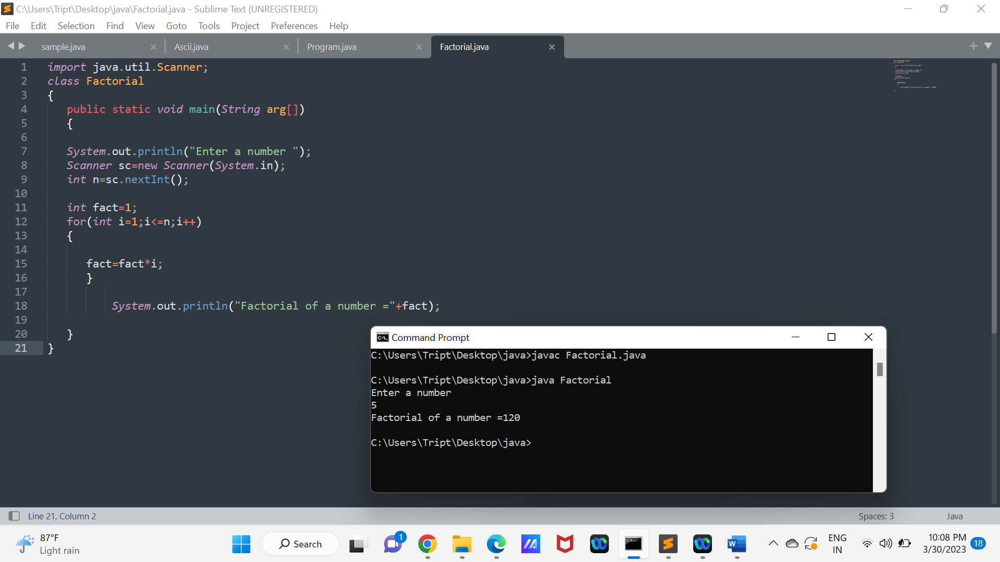 C:\Users\Tript\Desktop\java\Factorial.java - Sublime Text (UNREGISTERED)
File Edit Selection Find View Goto Tools Project Preferences Help
sample.java Ascii.java Program.java Factorial.java
1 import java.util.Scanner;
2 class Factorial
3 {
4 public static void main(String arg[])
5 {
6
7 System.out.println("Enter a number ");
8 Scanner sc=new Scanner(System.in);
9 int n=sc.nextInt();
10
11 int fact=1;
12 for(int i=1;i<=n;i++)
13 {
14
15 fact=fact*i;
16 }
17
18 System.out.println("Factorial of a number ="+fact);
19
20 }
21 }
Command Prompt
C:\Users\Tript\Desktop\java>javac Factorial.java
C:\Users\Tript\Desktop\java>java Factorial
Enter a number
5
Factorial of a number =120
C:\Users\Tript\Desktop\java>
Line 21, Column 2 Spaces: 3 Java
87°F
Light rain
Search
1
ENG
IN
10:08 PM
3/30/2023
18